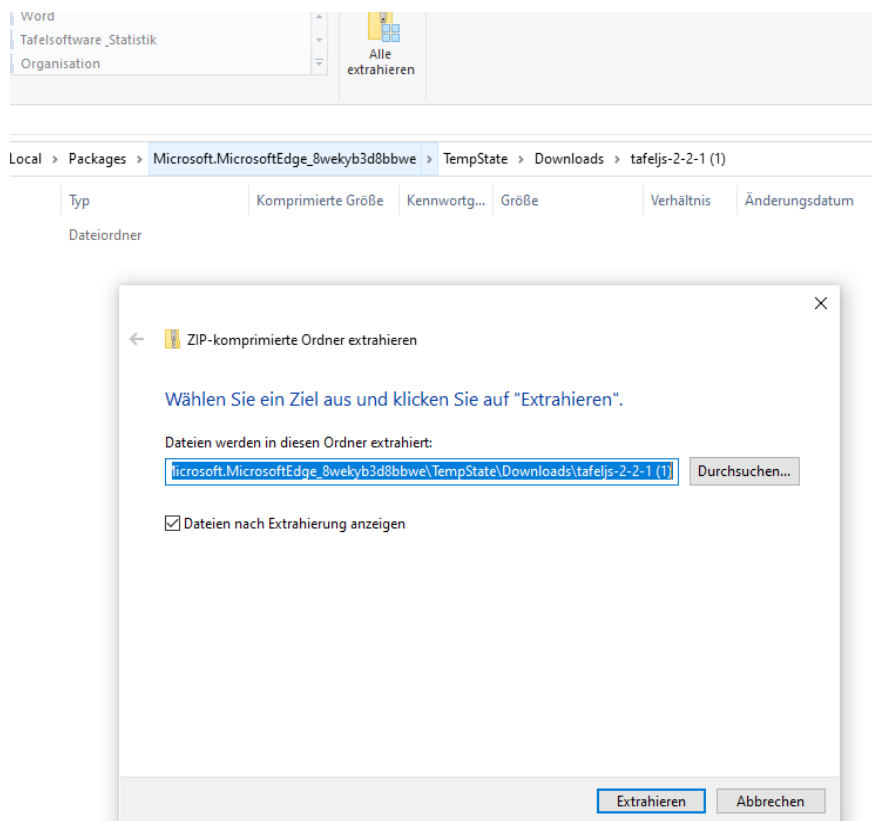 Word
Tafelsoftware _Statistik
Organisation
Alle
extrahieren
Local > Packages > Microsoft.MicrosoftEdge_8wekyb3d8bbwe > TempState > Downloads > tafeljs-2-2-1 (1)
Typ Komprimierte Größe Kennwortg... Größe Verhältnis Änderungsdatum
Dateiordner
ZIP-komprimierte Ordner extrahieren
Wählen Sie ein Ziel aus und klicken Sie auf "Extrahieren".
Dateien werden in diesen Ordner extrahiert:
licrosoft.MicrosoftEdge_8wekyb3d8bbwe\TempState\Downloads\tafeljs-2-2-1 (1) Durchsuchen...
Dateien nach Extrahierung anzeigen
Extrahieren Abbrechen